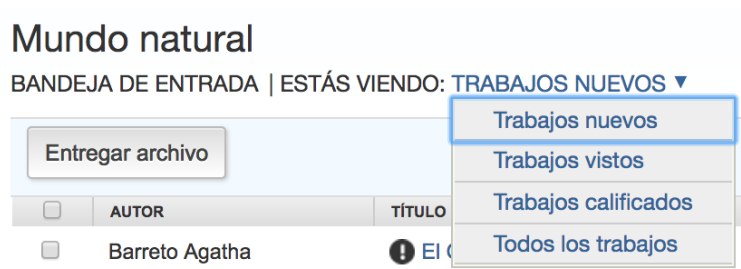 Mundo natural
BANDEJA DE ENTRADA | ESTÁS VIENDO: TRABAJOS NUEVOS ▼
Trabajos nuevos
Entregar archivo
Trabajos vistos
Trabajos calificados
AUTOR TÍTULO
Todos los trabajos
Barreto Agatha El